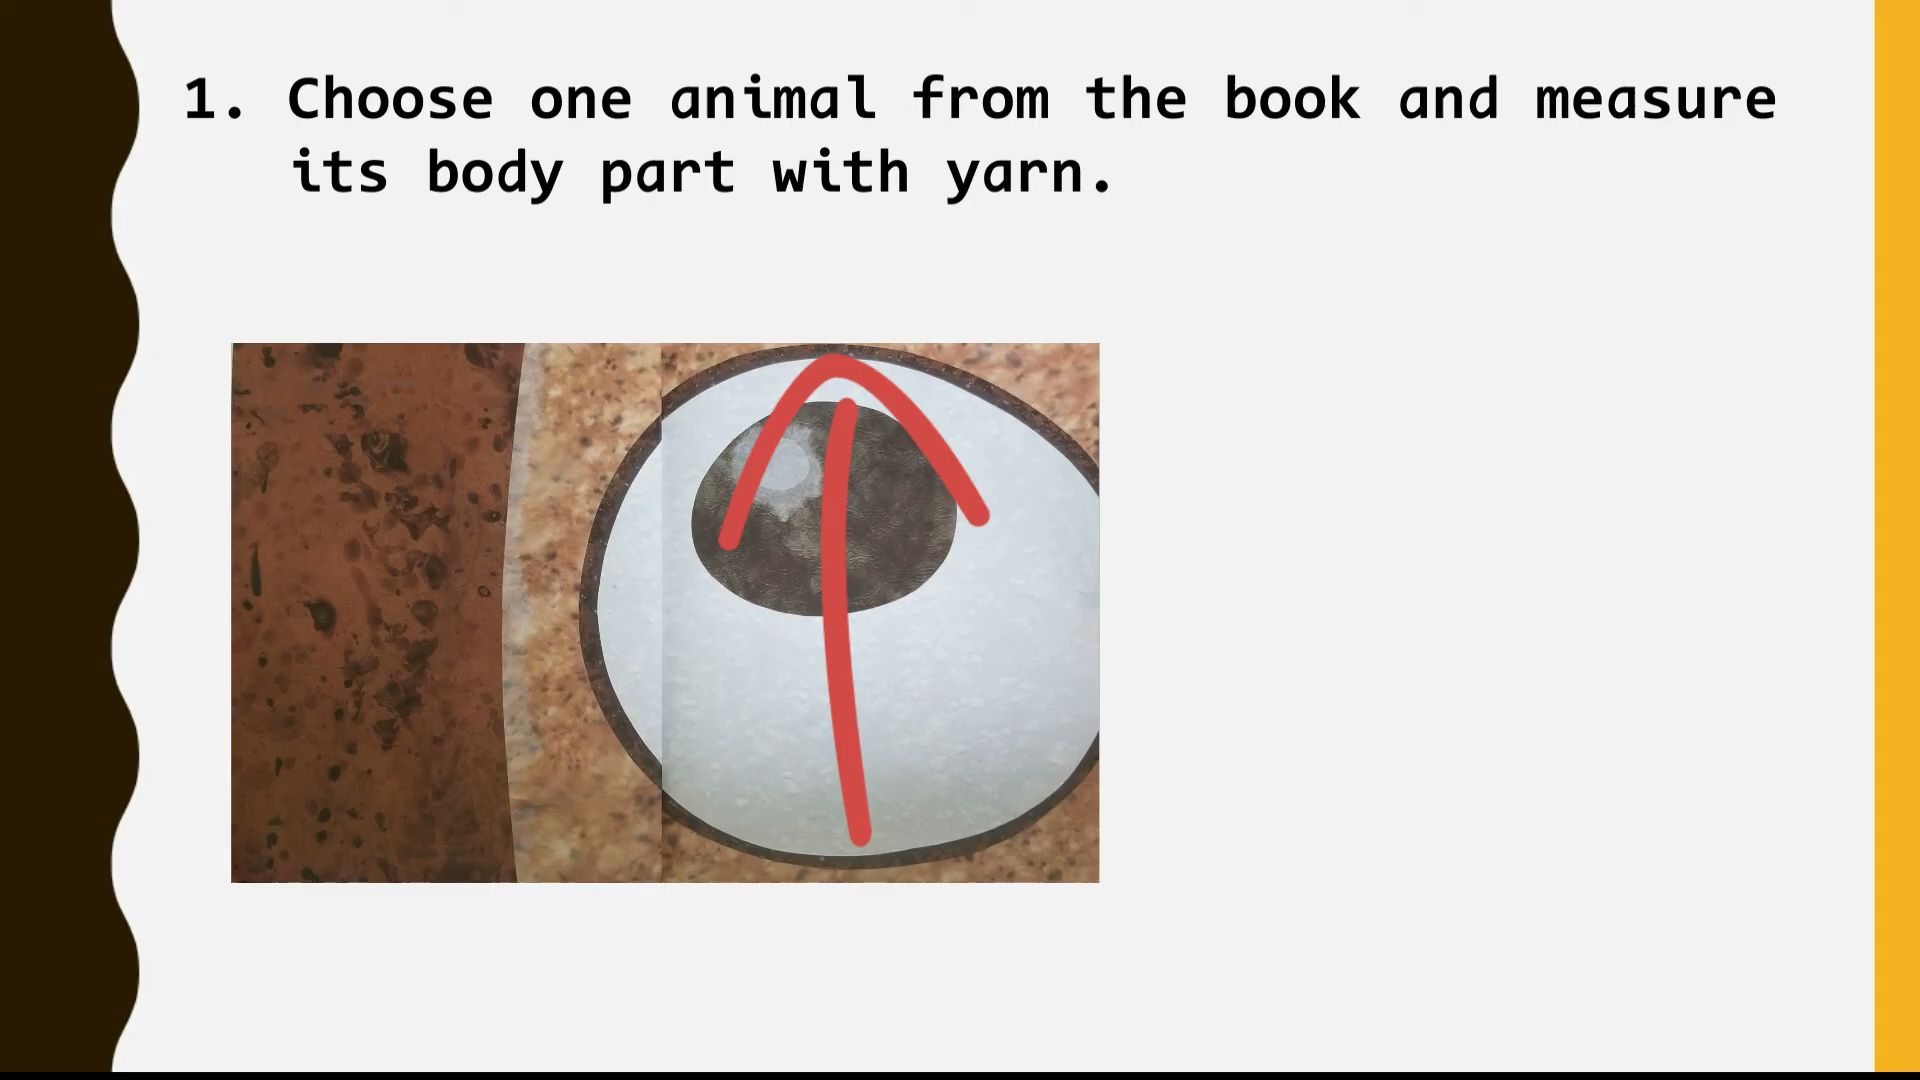 1. Choose one animal from the book and measure
its body part with yarn.